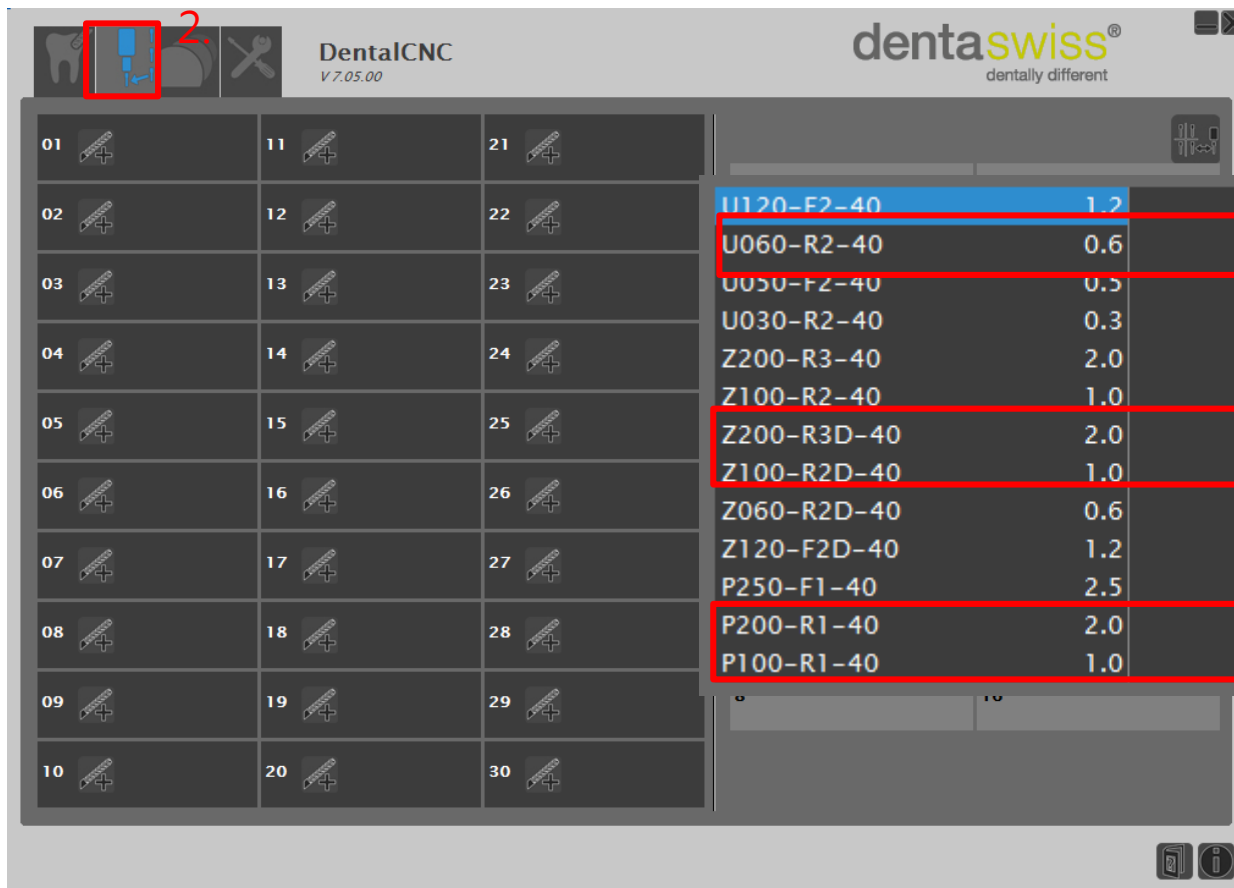 2.
DentalCNC
V 7.05.00
dentaswiss®
dentally different
01 11 21
02 12 22
03 13 23
04 14 24
05 15 25
06 16 26
07 17 27
08 18 28
09 19 29
10 20 30
U120-F2-40 1.2
U060-R2-40 0.6
U050-F2-40 0.5
U030-R2-40 0.3
Z200-R3-40 2.0
Z100-R2-40 1.0
Z200-R3D-40 2.0
Z100-R2D-40 1.0
Z060-R2D-40 0.6
Z120-F2D-40 1.2
P250-F1-40 2.5
P200-R1-40 2.0
P100-R1-40 1.0
8 16